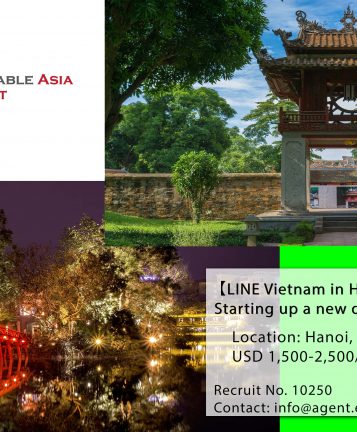 ABLE ASIA
T
【LINE Vietnam in H
Starting up a new
Location: Hanoi,
USD 1,500-2,500/
Recruit No. 10250
Contact: info@agent.